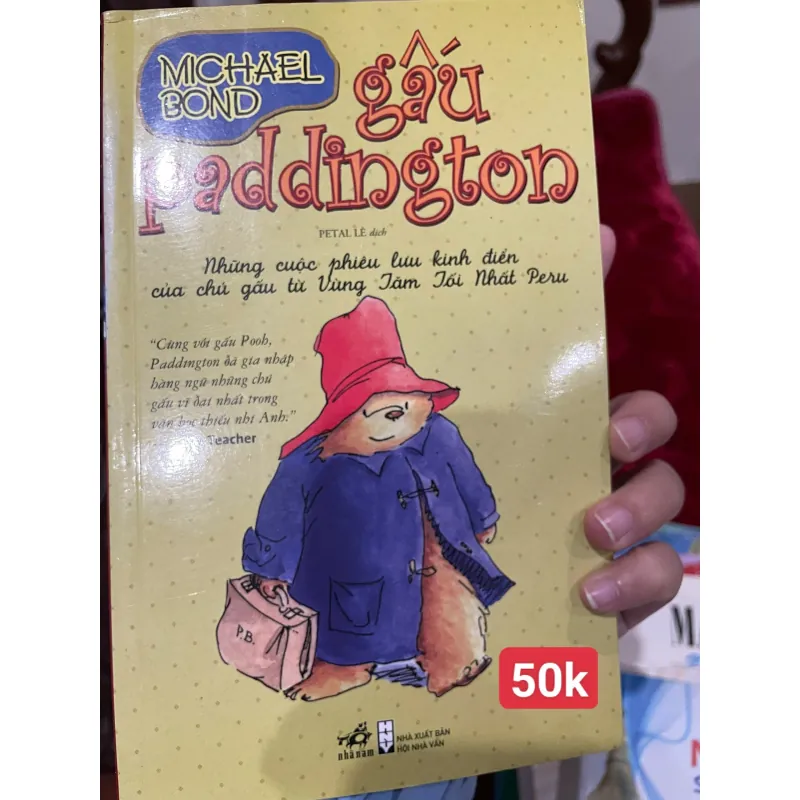 MICHAEL
BOND
gấu
paddington
PETAL LÊ dịch
Những cuộc phiêu lưu kinh điển
của chú gấu từ Vùng Tăm Tối Nhất Peru
"Cùng với gấu Pooh,
Paddington đã gia nhập
hàng ngũ những chú
gấu vĩ đại nhất trong
văn học thiếu nhi Anh."
Teacher
P.B.
50k
nhã nam
HNV
NHÀ XUẤT BẢN
HỘI NHÀ VĂN